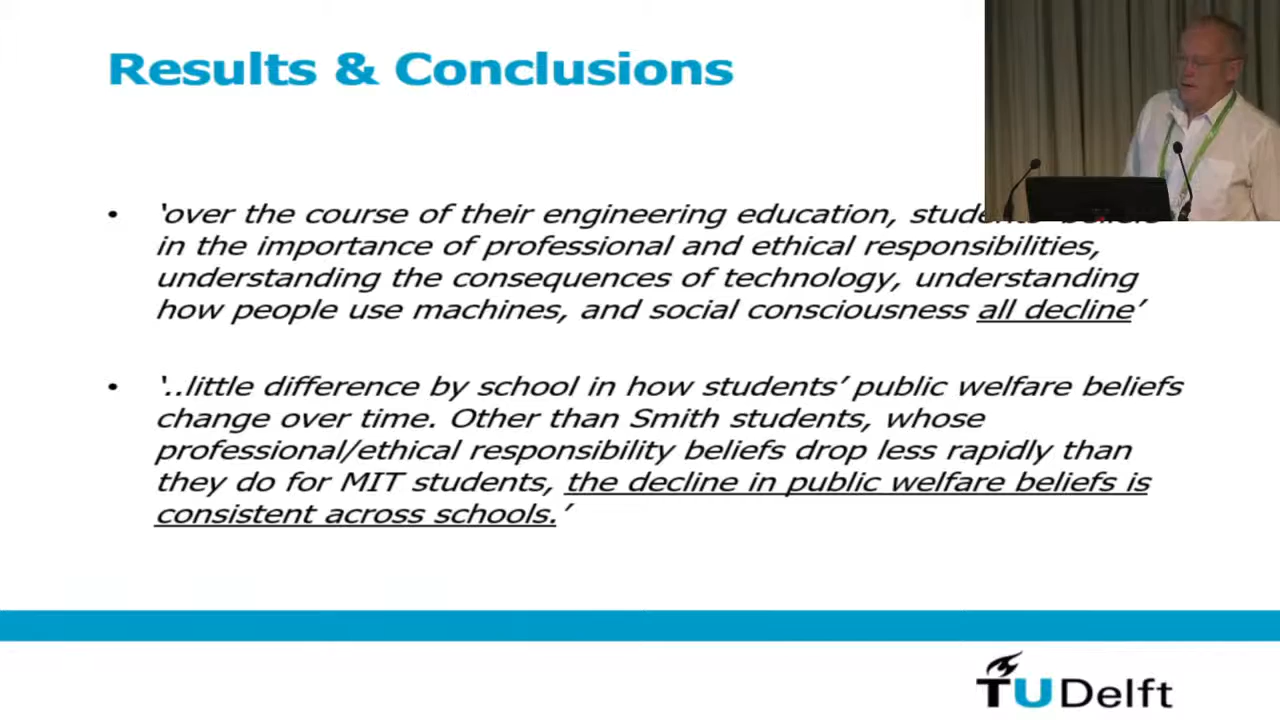 Results & Conclusions
• ‘over the course of their engineering education,
in the importance of professional and ethical responsibilities,
understanding the consequences of technology, understanding
how people use machines, and social consciousness all decline’
• ‘..little difference by school in how students’ public welfare beliefs
change over time. Other than Smith students, whose
professional/ethical responsibility beliefs drop less rapidly than
they do for MIT students, the decline in public welfare beliefs is
consistent across schools.’
TU Delft